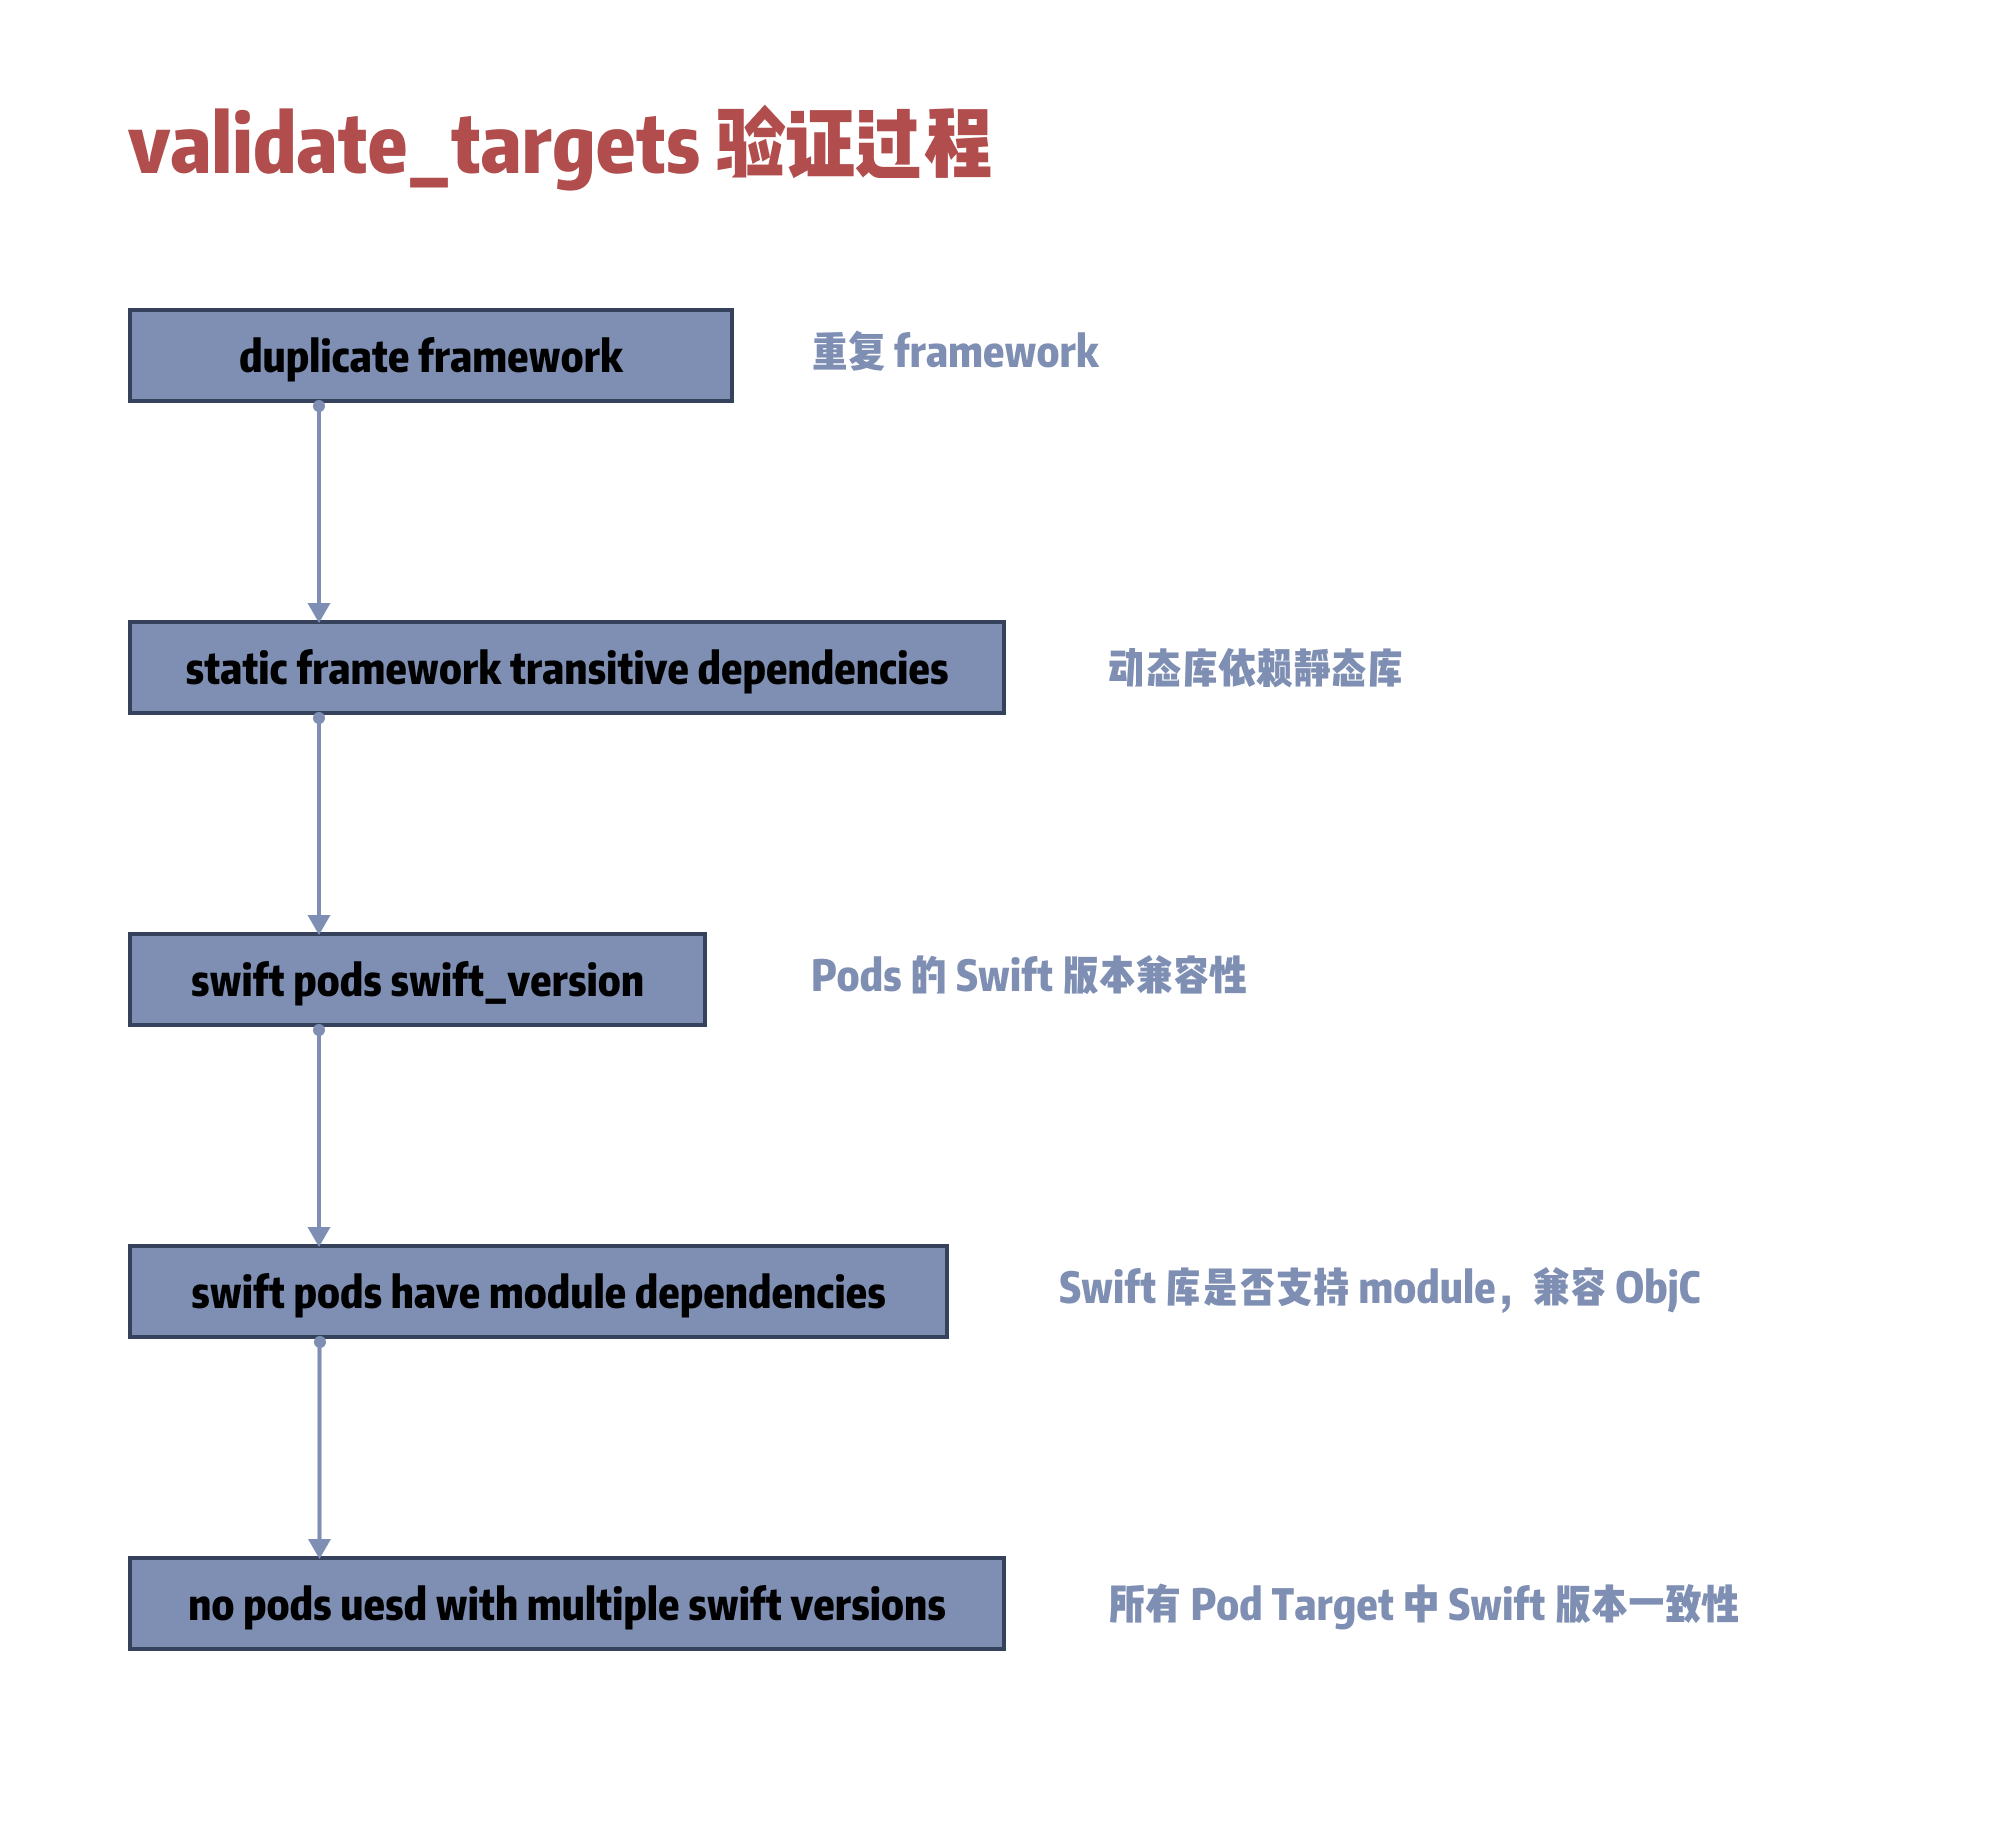 validate_targets 验证过程
duplicate framework
重复 framework
static framework transitive dependencies
动态库依赖静态库
swift pods swift_version
Pods 的 Swift 版本兼容性
swift pods have module dependencies
Swift 库是否支持 module，兼容 ObjC
no pods uesd with multiple swift versions
所有 Pod Target 中 Swift 版本一致性